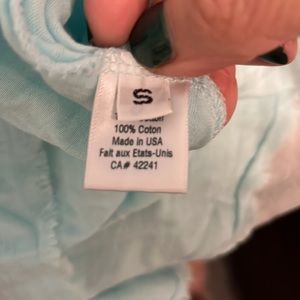 S
100% Coton
Made in USA
Fait aux Etats-Unis
CA# 42241